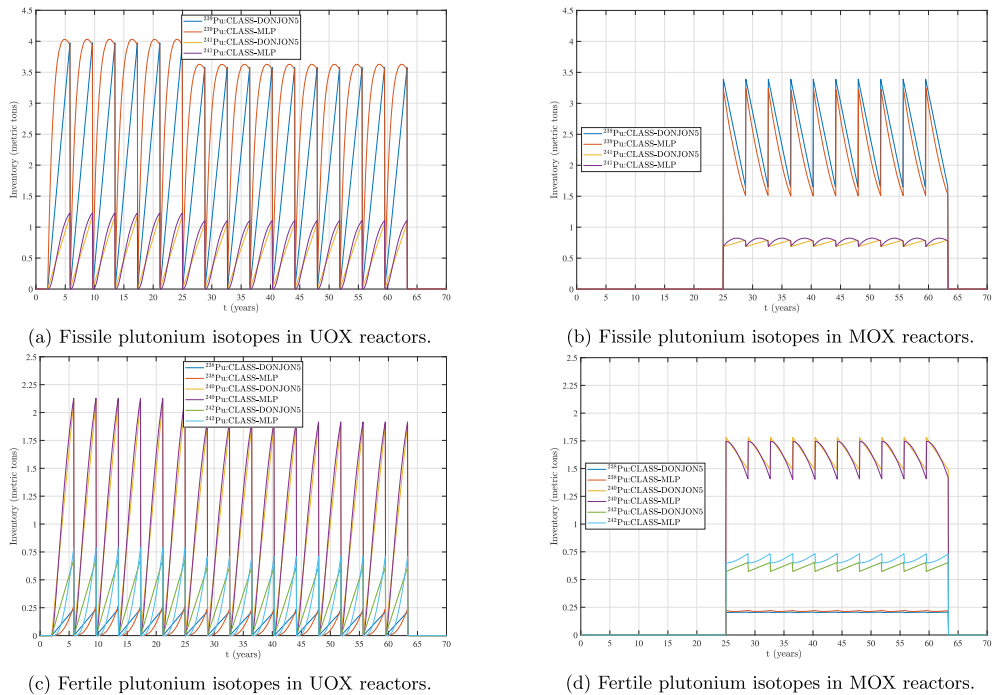 4.5
4
3.5
3
2.5
2
1.5
1
0.5
0
Inventory (metric tons)
²³⁹Pu:CLASS-DONJON5
²³⁹Pu:CLASS-MLP
²⁴¹Pu:CLASS-DONJON5
²⁴¹Pu:CLASS-MLP
0 5 10 15 20 25 30 35 40 45 50 55 60 65 70
t (years)
(a) Fissile plutonium isotopes in UOX reactors.
4.5
4
3.5
3
2.5
2
1.5
1
0.5
0
Inventory (metric tons)
²³⁹Pu:CLASS-DONJON5
²³⁹Pu:CLASS-MLP
²⁴¹Pu:CLASS-DONJON5
²⁴¹Pu:CLASS-MLP
0 5 10 15 20 25 30 35 40 45 50 55 60 65 70
t (years)
(b) Fissile plutonium isotopes in MOX reactors.
2.5
2.25
2
1.75
1.5
1.25
1
0.75
0.5
0.25
0
Inventory (metric tons)
²³⁸Pu:CLASS-DONJON5
²³⁸Pu:CLASS-MLP
²⁴⁰Pu:CLASS-DONJON5
²⁴⁰Pu:CLASS-MLP
²⁴²Pu:CLASS-DONJON5
²⁴²Pu:CLASS-MLP
0 5 10 15 20 25 30 35 40 45 50 55 60 65 70
t (years)
(c) Fertile plutonium isotopes in UOX reactors.
2.5
2.25
2
1.75
1.5
1.25
1
0.75
0.5
0.25
0
Inventory (metric tons)
²³⁸Pu:CLASS-DONJON5
²³⁸Pu:CLASS-MLP
²⁴⁰Pu:CLASS-DONJON5
²⁴⁰Pu:CLASS-MLP
²⁴²Pu:CLASS-DONJON5
²⁴²Pu:CLASS-MLP
0 5 10 15 20 25 30 35 40 45 50 55 60 65 70
t (years)
(d) Fertile plutonium isotopes in MOX reactors.